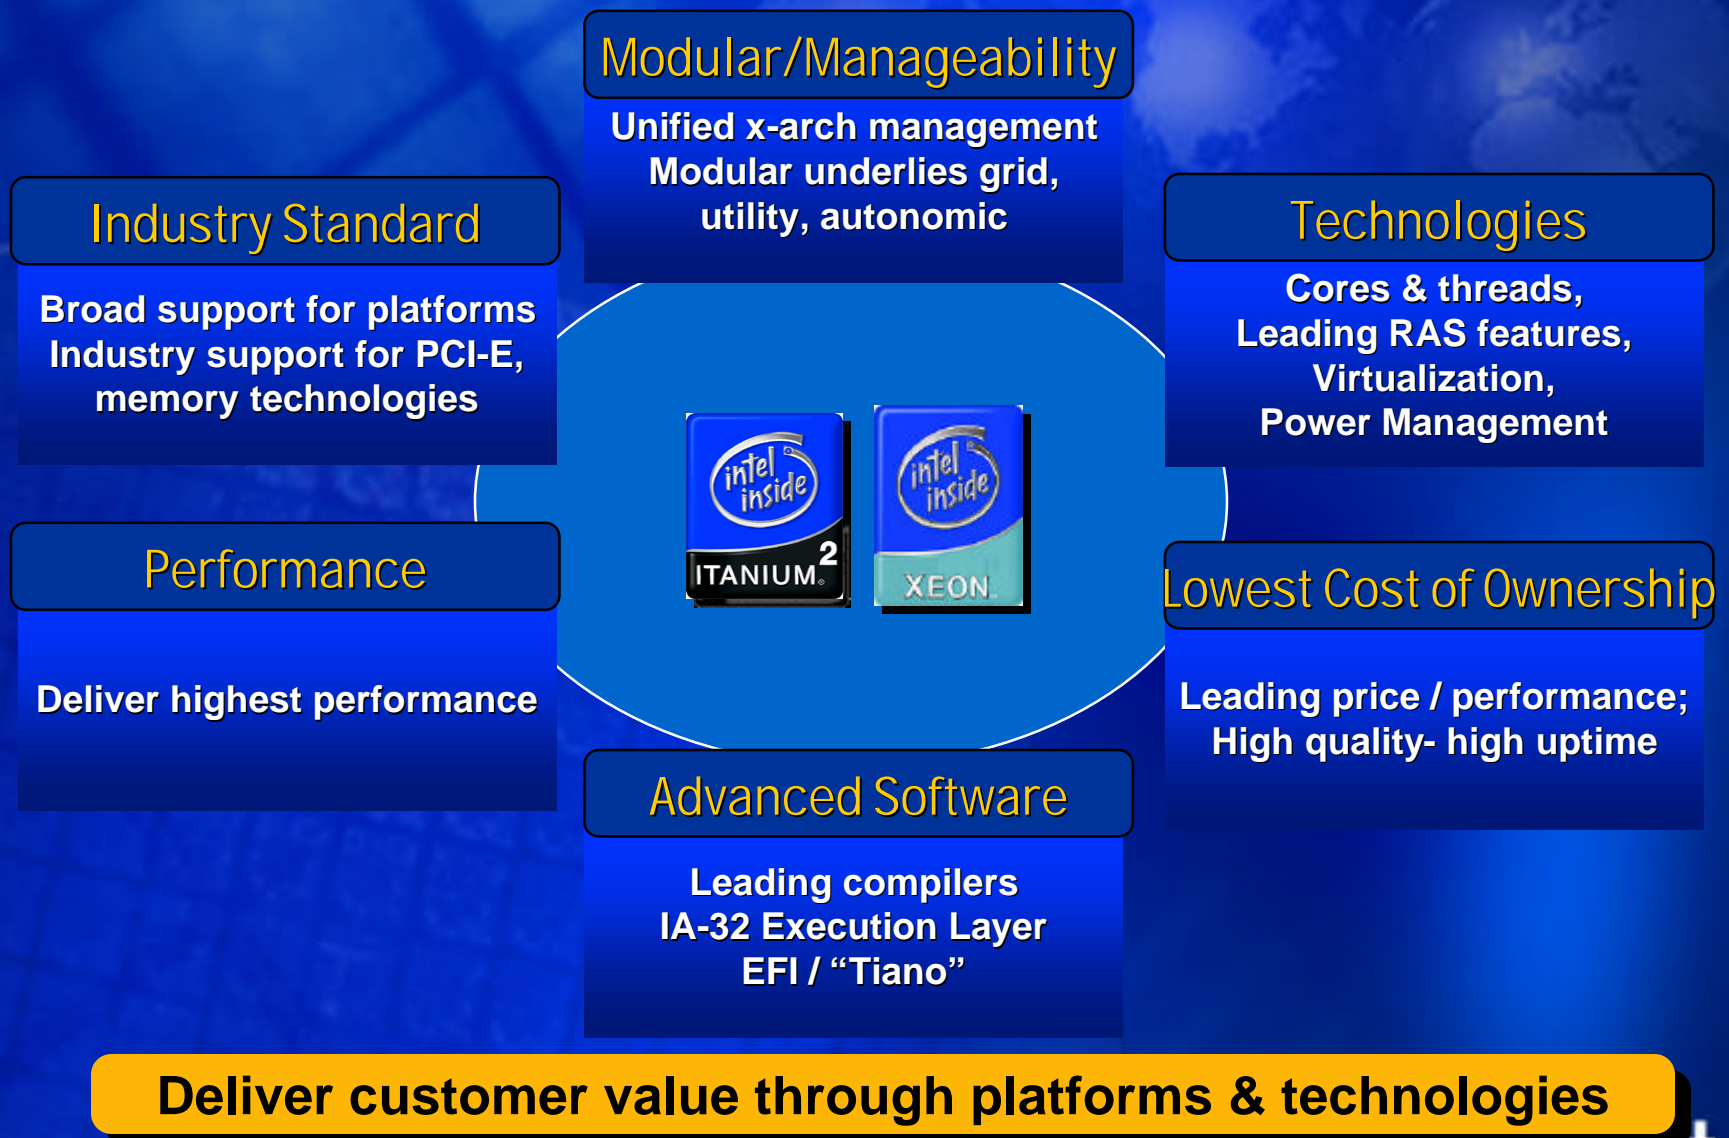 Modular/Manageability
Unified x-arch management
Modular underlies grid,
utility, autonomic
Industry Standard
Broad support for platforms
Industry support for PCI-E,
memory technologies
Technologies
Cores & threads,
Leading RAS features,
Virtualization,
Power Management
intel
inside
ITANIUM® 2
intel
inside
XEON™
Performance
Deliver highest performance
Lowest Cost of Ownership
Leading price / performance;
High quality- high uptime
Advanced Software
Leading compilers
IA-32 Execution Layer
EFI / “Tiano”
Deliver customer value through platforms & technologies